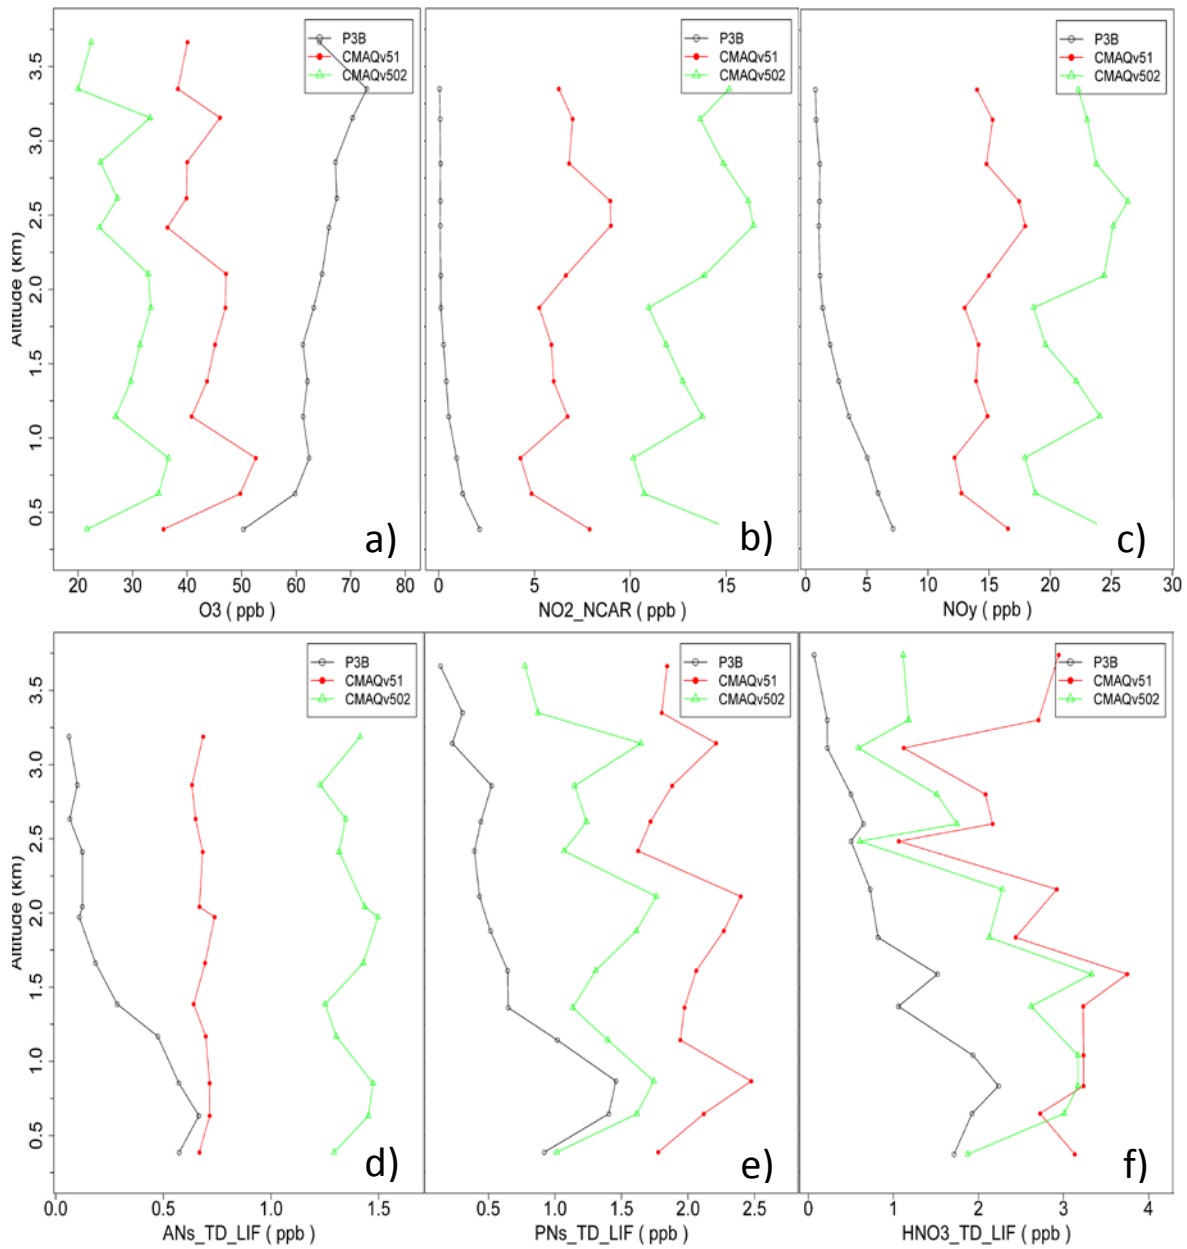 P3B
CMAQv51
CMAQv502
P3B
CMAQv51
CMAQv502
P3B
CMAQv51
CMAQv502
Altitude (km)
3.5
3.0
2.5
2.0
1.5
1.0
0.5
a)
b)
c)
20 30 40 50 60 70 80
0 5 10 15
0 5 10 15 20 25 30
O3 ( ppb )
NO2_NCAR ( ppb )
NOy ( ppb )
P3B
CMAQv51
CMAQv502
P3B
CMAQv51
CMAQv502
P3B
CMAQv51
CMAQv502
Altitude (km)
3.5
3.0
2.5
2.0
1.5
1.0
0.5
d)
e)
f)
0.0 0.5 1.0 1.5
0.5 1.0 1.5 2.0 2.5
0 1 2 3 4
ANs_TD_LIF ( ppb )
PNs_TD_LIF ( ppb )
HNO3_TD_LIF ( ppb )